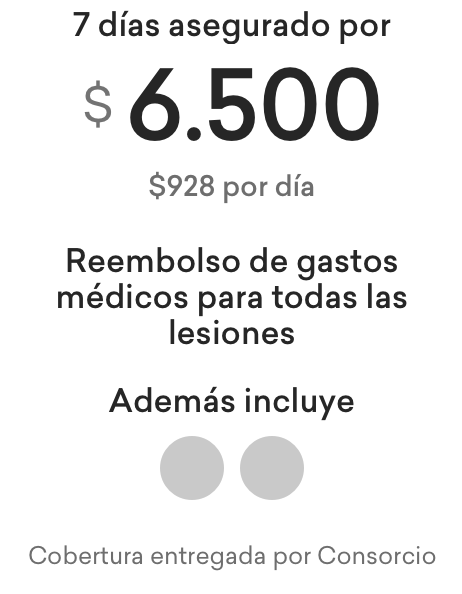 7 días asegurado por
$ 6.500
$928 por día
Reembolso de gastos
médicos para todas las
lesiones
Además incluye
Cobertura entregada por Consorcio